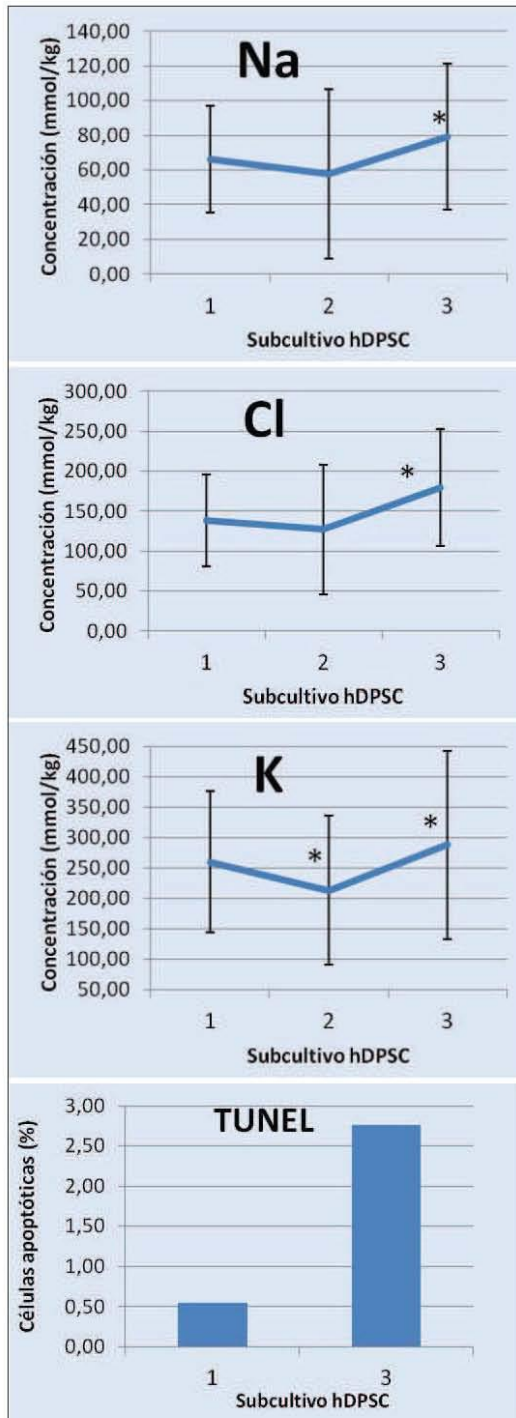 Na
Concentración (mmol/kg)
140,00
120,00
100,00
80,00
60,00
40,00
20,00
0,00
*
1 2 3
Subcultivo hDPSC
Cl
Concentración (mmol/kg)
300,00
250,00
200,00
150,00
100,00
50,00
0,00
*
1 2 3
Subcultivo hDPSC
K
Concentración (mmol/kg)
450,00
400,00
350,00
300,00
250,00
200,00
150,00
100,00
50,00
* *
1 2 3
Subcultivo hDPSC
TUNEL
Células apoptóticas (%)
3,00
2,50
2,00
1,50
1,00
0,50
0,00
1 3
Subcultivo hDPSC